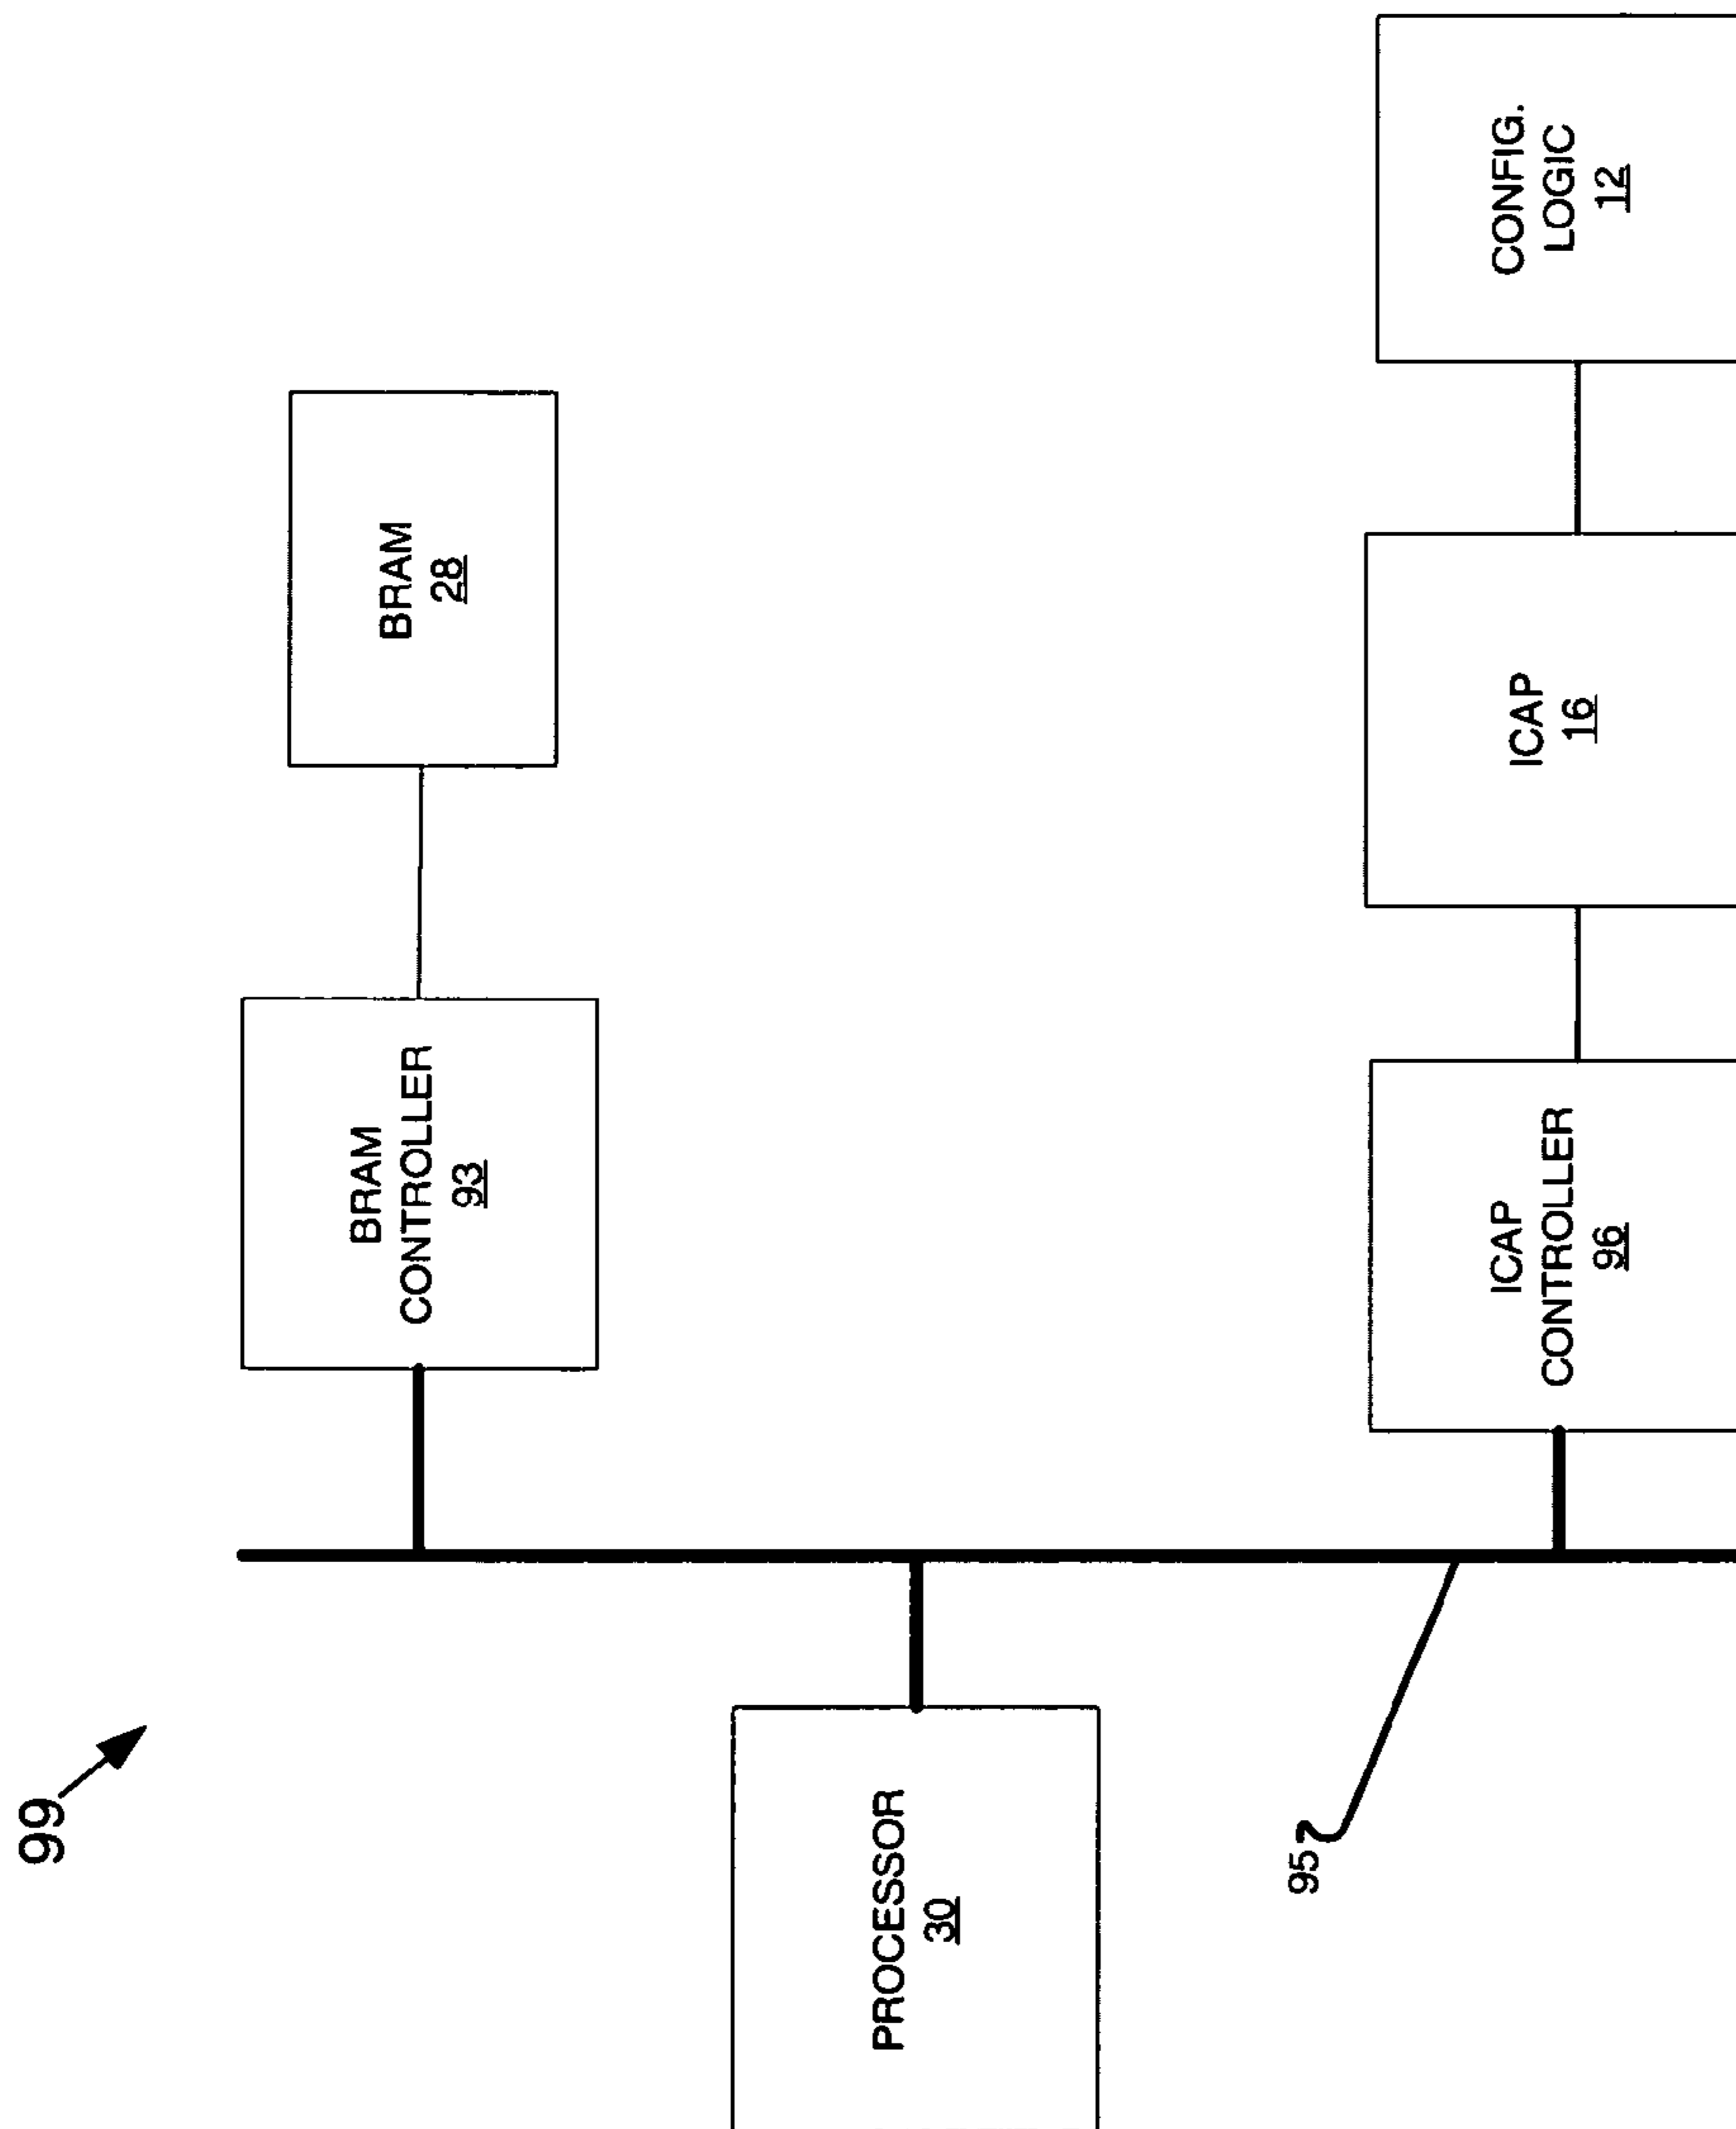 99
BRAM
28
BRAM
CONTROLLER
93
PROCESSOR
30
95
CONFIG.
LOGIC
12
ICAP
16
ICAP
CONTROLLER
96